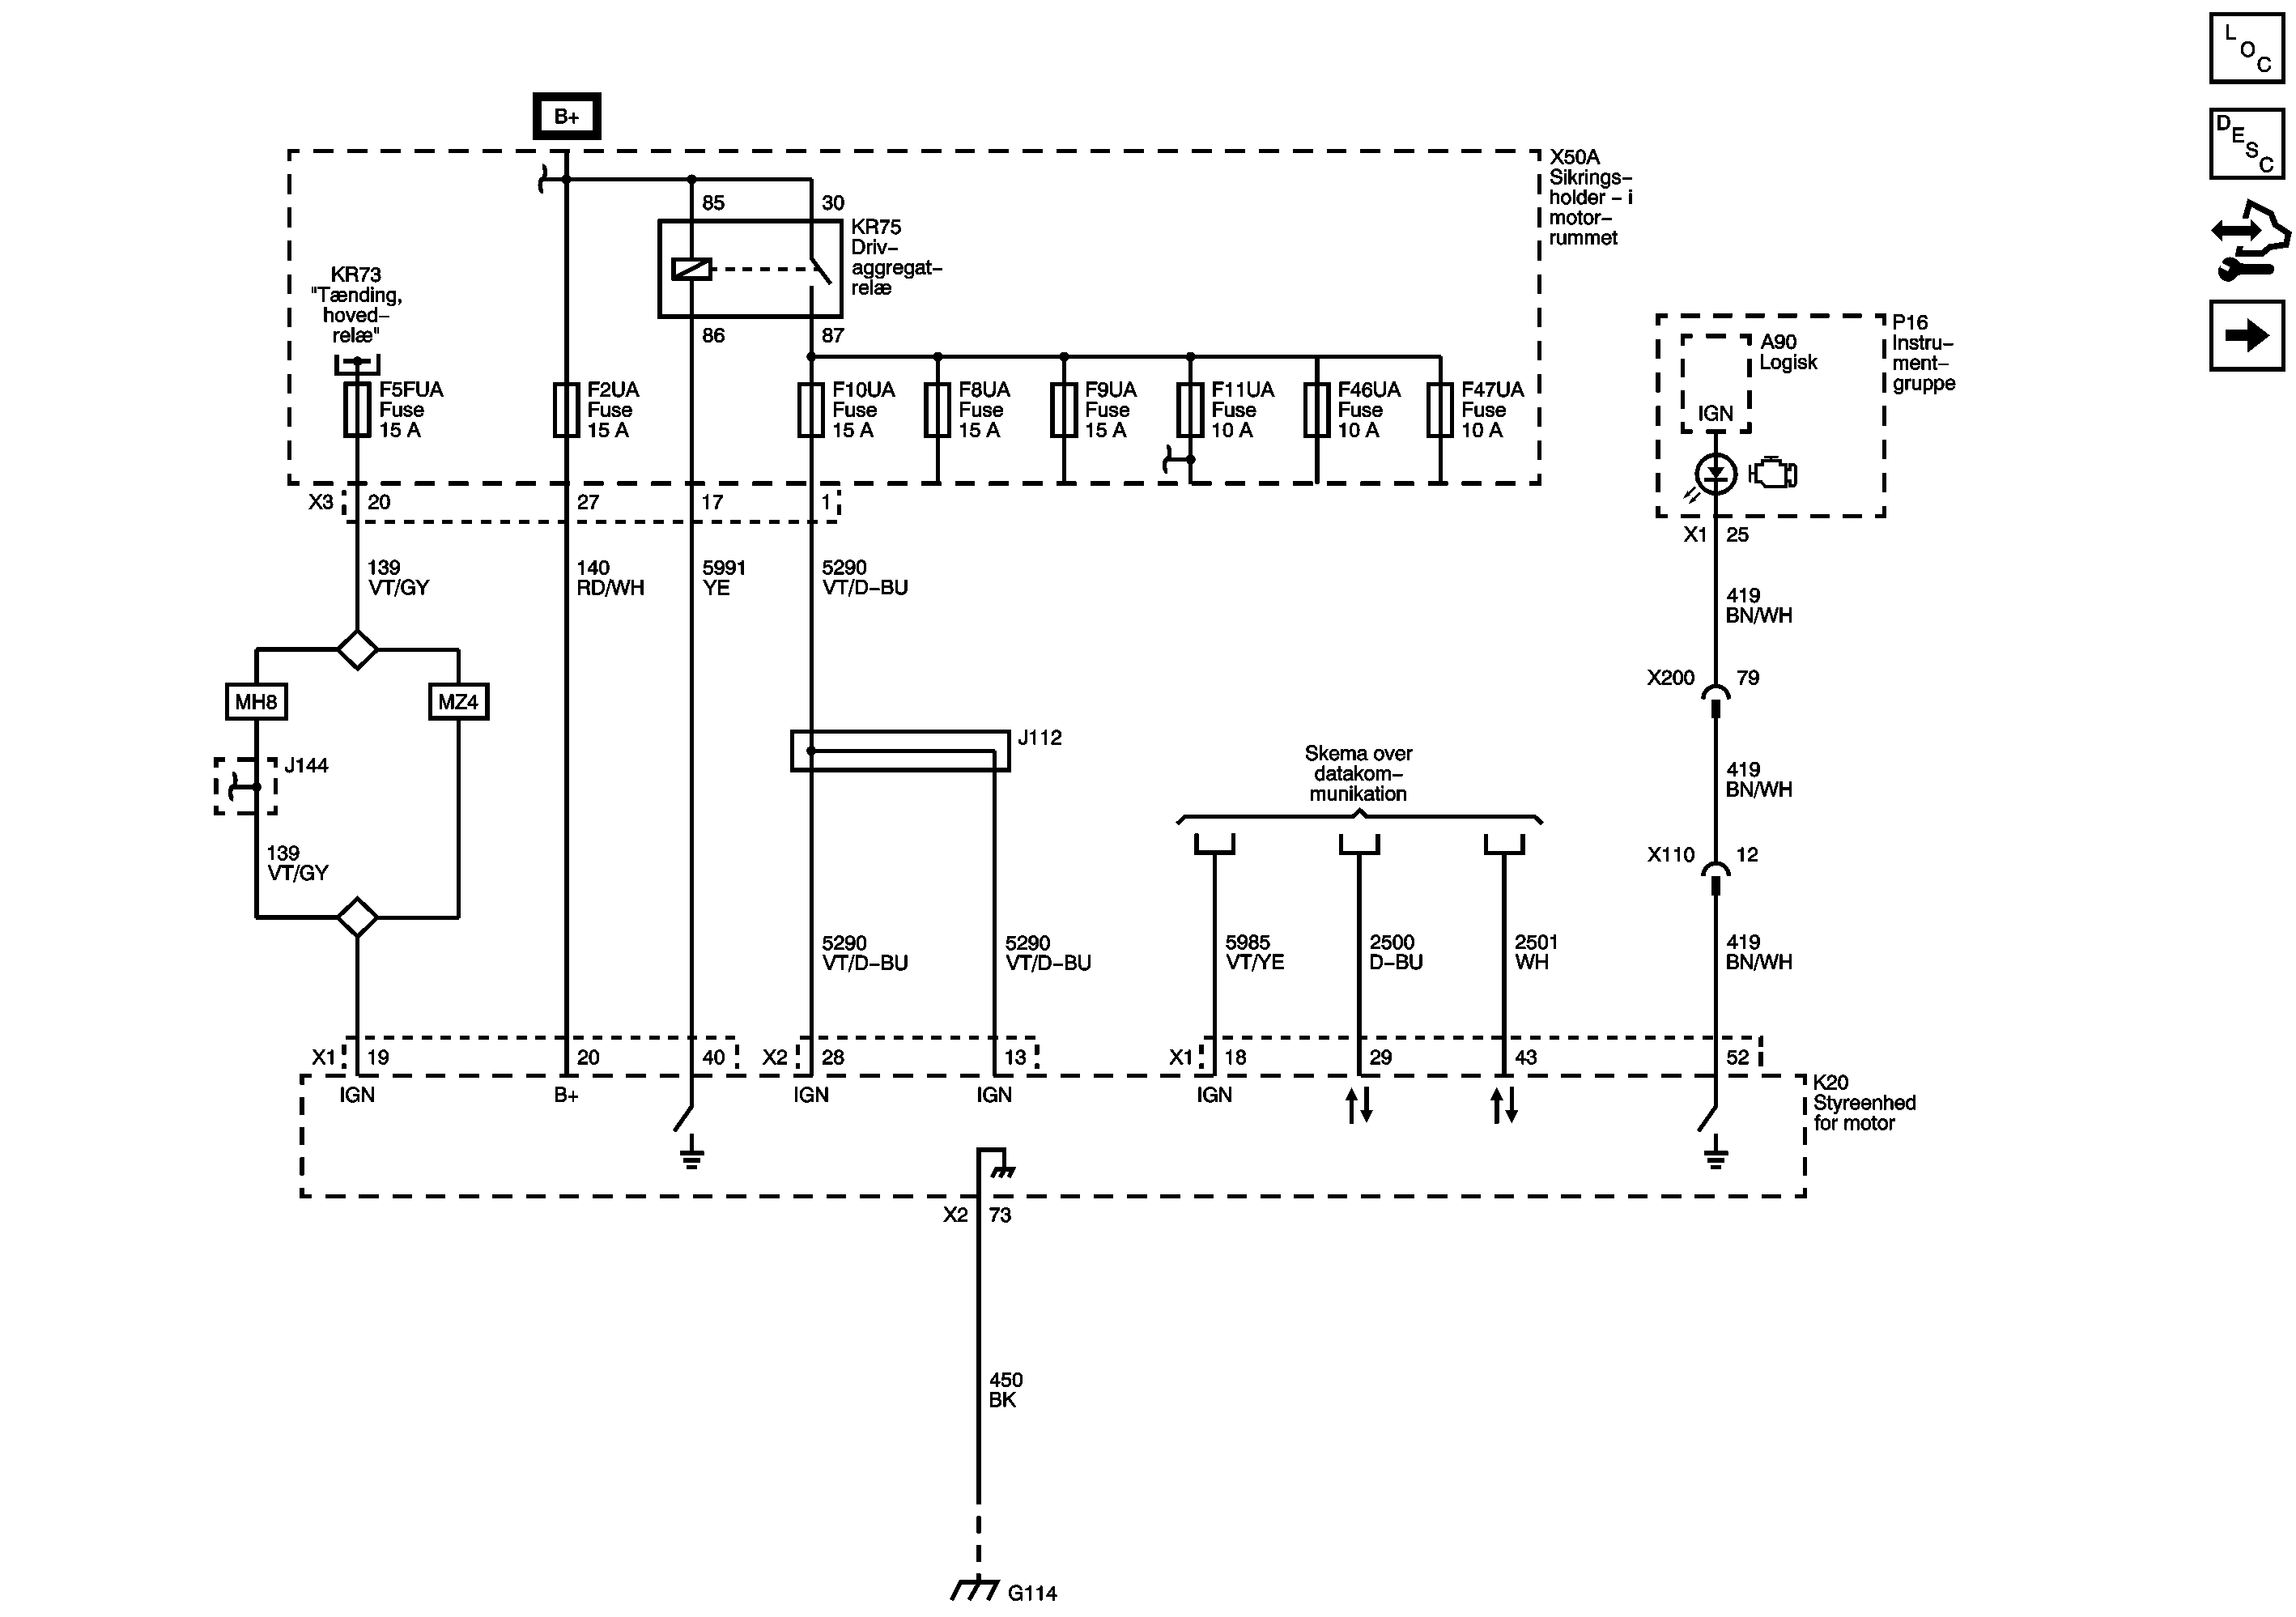 L
O
C
D
E
S
C
B+
X50A
Sikrings–
holder – i
motor–
rummet
85
30
KR75
Driv–
aggregat–
relæ
KR73
"Tænding,
hoved–
relæ"
86
87
F5FUA
Fuse
15 A
F2UA
Fuse
15 A
F10UA
Fuse
15 A
F8UA
Fuse
15 A
F9UA
Fuse
15 A
F11UA
Fuse
10 A
F46UA
Fuse
10 A
F47UA
Fuse
10 A
P16
Instru–
ment–
gruppe
A90
Logisk
IGN
X3
20
27
17
1
X1
25
139
VT/GY
140
RD/WH
5991
YE
5290
VT/D–BU
419
BN/WH
X200
79
MH8
MZ4
J144
J112
Skema over
datakom–
munikation
419
BN/WH
X110
12
139
VT/GY
5290
VT/D–BU
5290
VT/D–BU
5985
VT/YE
2500
D–BU
2501
WH
419
BN/WH
X1
19
20
40
X2
28
13
X1
18
29
43
52
IGN
B+
IGN
IGN
IGN
K20
Styreenhed
for motor
X2
73
450
BK
G114